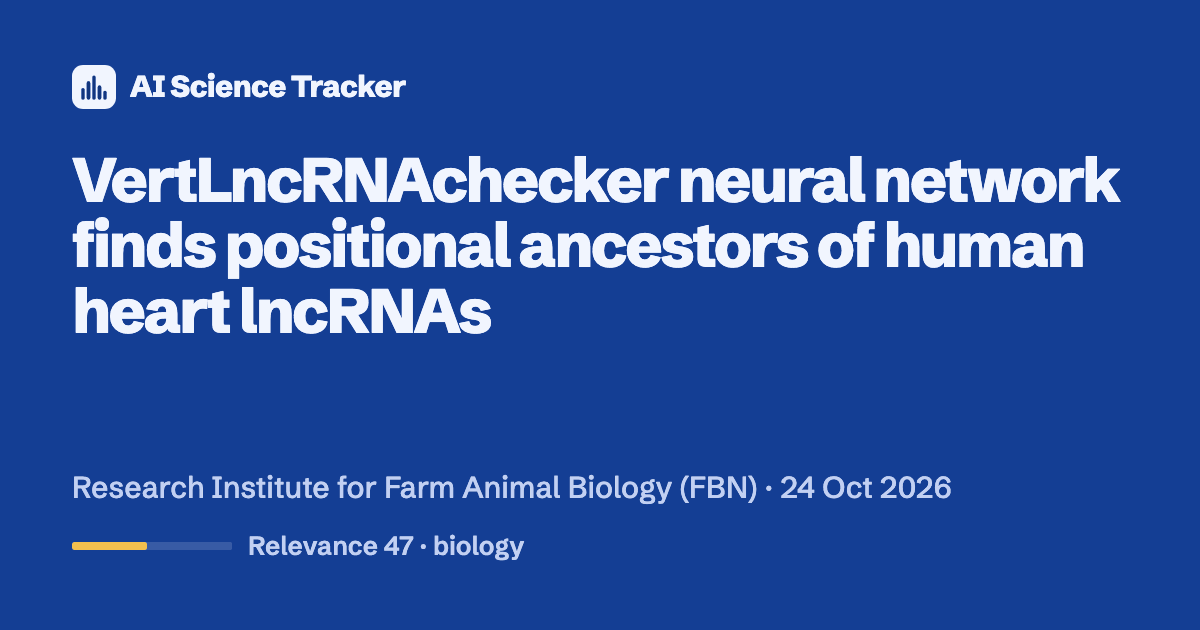 AI Science Tracker
VertLncRNAchecker neural network
finds positional ancestors of human
heart lncRNAs
Research Institute for Farm Animal Biology (FBN) · 24 Oct 2026
Relevance 47 · biology